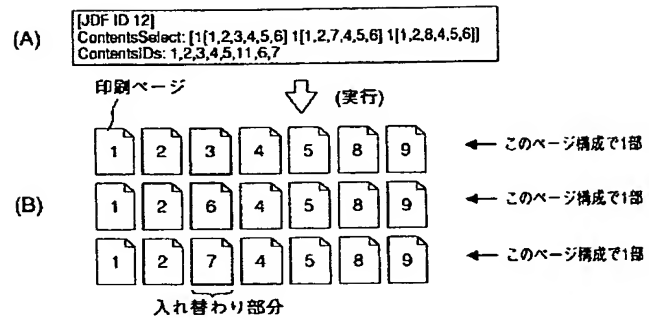 (A)
[JDF ID 12]
ContentsSelect: [1[1,2,3,4,5,6] 1[1,2,7,4,5,6] 1[1,2,8,4,5,6]]
ContentsIDs: 1,2,3,4,5,11,6,7
印刷ページ
(実行)
1 2 3 4 5 8 9 このページ構成で1部
(B)
1 2 6 4 5 8 9 このページ構成で1部
1 2 7 4 5 8 9 このページ構成で1部
入れ替わり部分